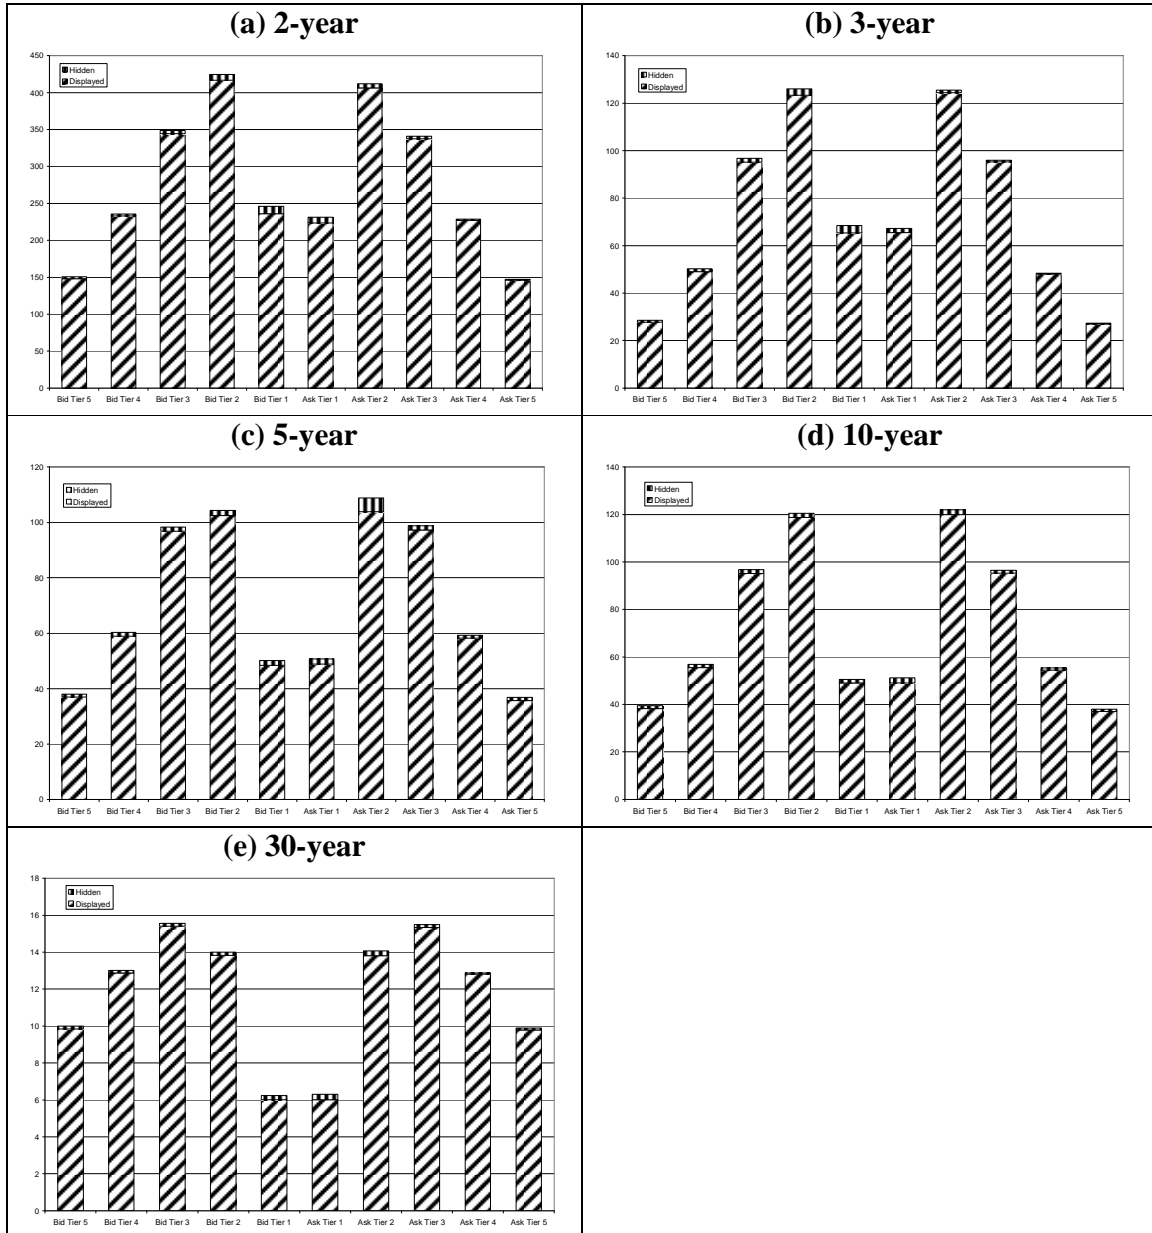 (a) 2-year
450
400
350
300
250
200
150
100
50
0
Hidden
Displayed
Bid Tier 5 Bid Tier 4 Bid Tier 3 Bid Tier 2 Bid Tier 1 Ask Tier 1 Ask Tier 2 Ask Tier 3 Ask Tier 4 Ask Tier 5
(b) 3-year
140
120
100
80
60
40
20
0
Hidden
Displayed
Bid Tier 5 Bid Tier 4 Bid Tier 3 Bid Tier 2 Bid Tier 1 Ask Tier 1 Ask Tier 2 Ask Tier 3 Ask Tier 4 Ask Tier 5
(c) 5-year
120
100
80
60
40
20
0
Hidden
Displayed
Bid Tier 5 Bid Tier 4 Bid Tier 3 Bid Tier 2 Bid Tier 1 Ask Tier 1 Ask Tier 2 Ask Tier 3 Ask Tier 4 Ask Tier 5
(d) 10-year
140
120
100
80
60
40
20
0
Hidden
Displayed
Bid Tier 5 Bid Tier 4 Bid Tier 3 Bid Tier 2 Bid Tier 1 Ask Tier 1 Ask Tier 2 Ask Tier 3 Ask Tier 4 Ask Tier 5
(e) 30-year
18
16
14
12
10
8
6
4
2
0
Hidden
Displayed
Bid Tier 5 Bid Tier 4 Bid Tier 3 Bid Tier 2 Bid Tier 1 Ask Tier 1 Ask Tier 2 Ask Tier 3 Ask Tier 4 Ask Tier 5